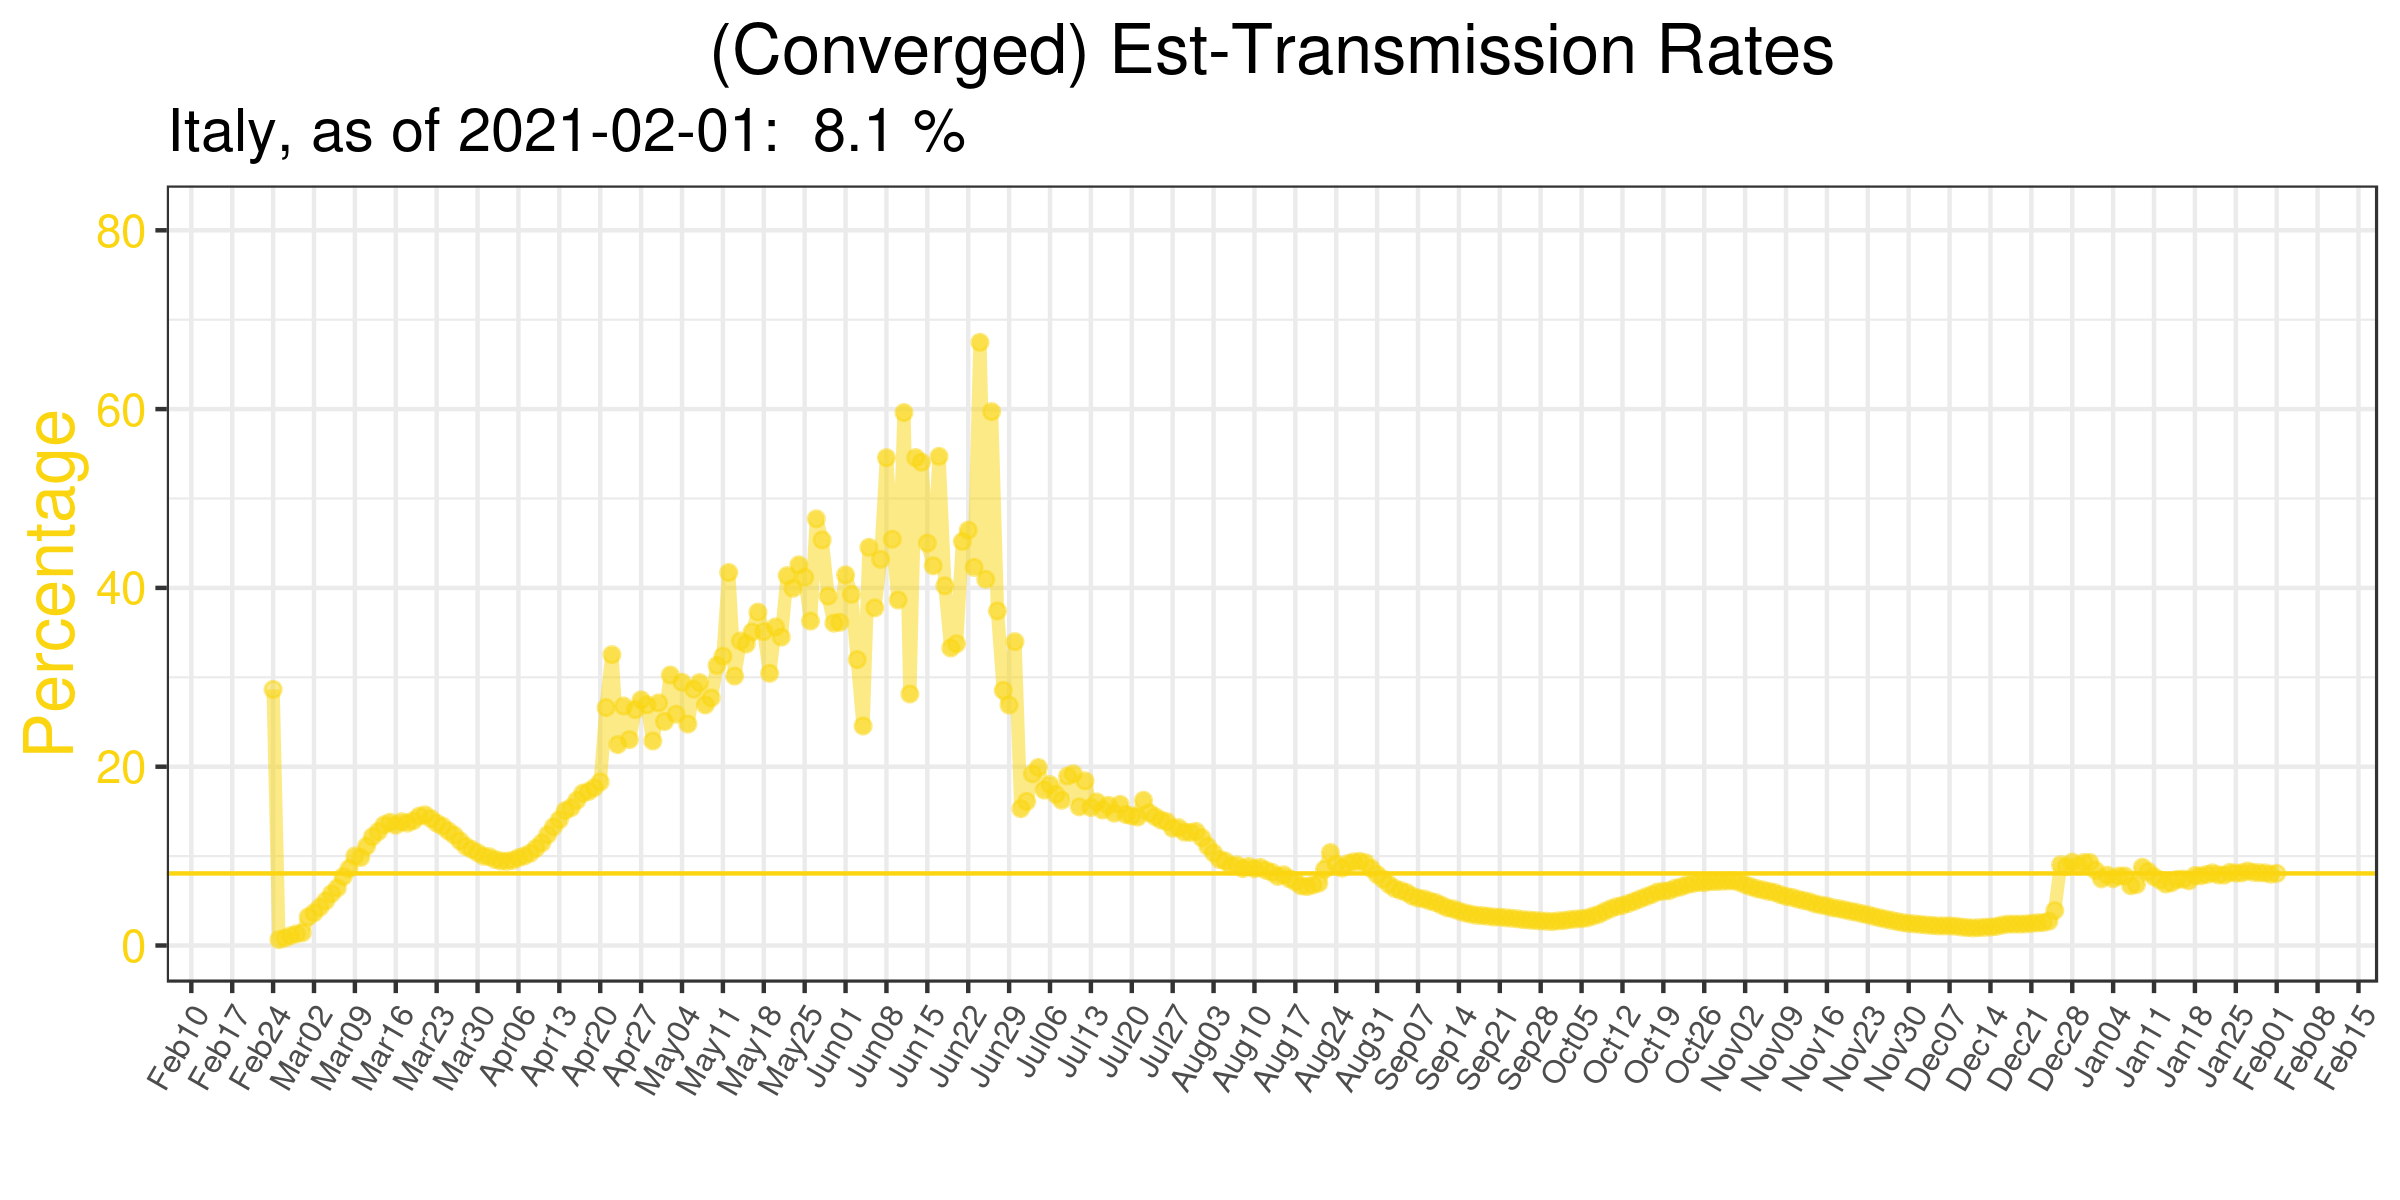 (Converged) Est-Transmission Rates
Italy, as of 2021-02-01: 8.1 %
Percentage
80
60
40
20
0
Feb10
Feb17
Feb24
Mar02
Mar09
Mar16
Mar23
Mar30
Apr06
Apr13
Apr20
Apr27
May04
May11
May18
May25
Jun01
Jun08
Jun15
Jun22
Jun29
Jul06
Jul13
Jul20
Jul27
Aug03
Aug10
Aug17
Aug24
Aug31
Sep07
Sep14
Sep21
Sep28
Oct05
Oct12
Oct19
Oct26
Nov02
Nov09
Nov16
Nov23
Nov30
Dec07
Dec14
Dec21
Dec28
Jan04
Jan11
Jan18
Jan25
Feb01
Feb08
Feb15